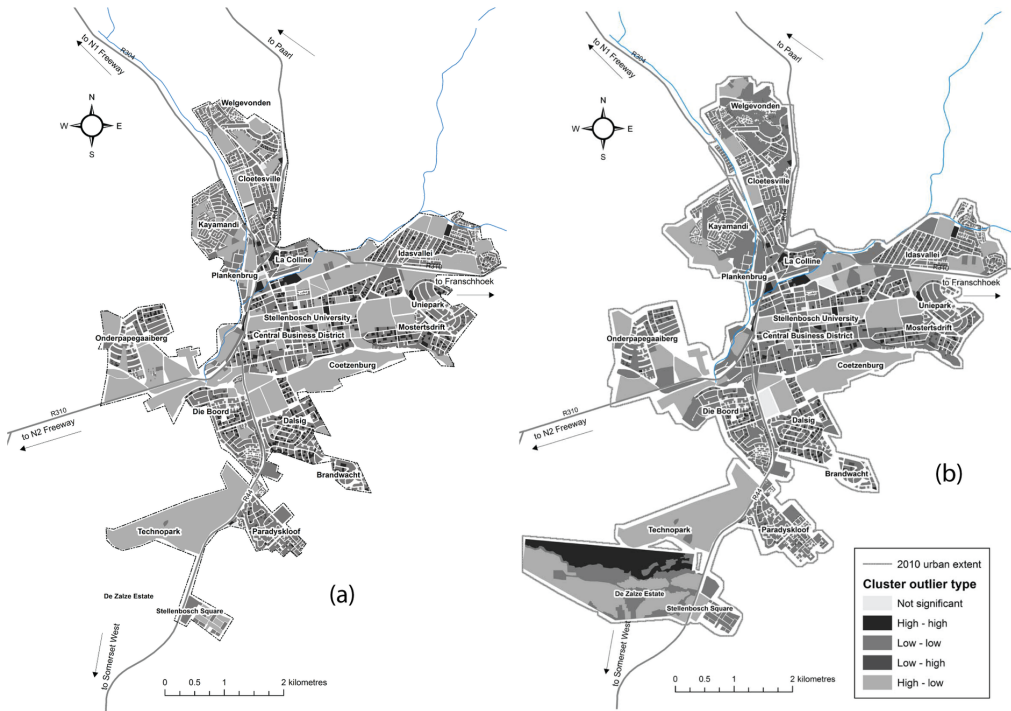 to N1 Freeway
R304
to Paarl
N
W E
S
Welgevonden
Cloetesville
Kayamandi
La Colline
Idasvallei
Plankenbrug
R310
to Franschhoek
Uniepark
Stellenbosch University
Mostertsdrift
Onderpapegaaiberg
Central Business District
Coetzenburg
R310
to N2 Freeway
Die Boord
Dalsig
Brandwacht
R44
Technopark
Paradyskloof
(a)
De Zalze Estate
Stellenbosch Square
to Somerset West
0 0.5 1 2 kilometres
to N1 Freeway
R304
to Paarl
N
W E
S
Welgevonden
Cloetesville
Kayamandi
La Colline
Idasvallei
Plankenbrug
R310
to Franschhoek
Uniepark
Stellenbosch University
Mostertsdrift
Onderpapegaaiberg
Central Business District
Coetzenburg
R310
to N2 Freeway
Die Boord
Dalsig
Brandwacht
(b)
R44
Technopark
Paradyskloof
De Zalze Estate
Stellenbosch Square
to Somerset West
0 0.5 1 2 kilometres
2010 urban extent
Cluster outlier type
Not significant
High - high
Low - low
Low - high
High - low